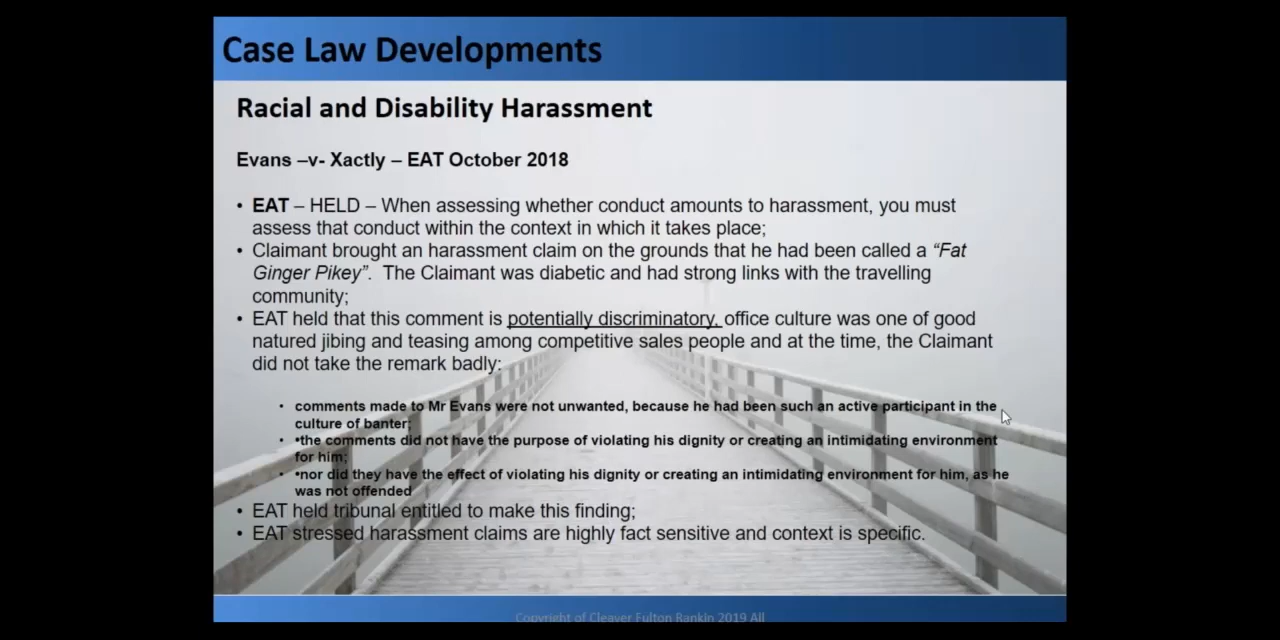 Case Law Developments
Racial and Disability Harassment
Evans –v- Xactly – EAT October 2018
• EAT – HELD – When assessing whether conduct amounts to harassment, you must
assess that conduct within the context in which it takes place;
• Claimant brought an harassment claim on the grounds that he had been called a “Fat
Ginger Pikey”. The Claimant was diabetic and had strong links with the travelling
community;
• EAT held that this comment is potentially discriminatory, office culture was one of good
natured jibing and teasing among competitive sales people and at the time, the Claimant
did not take the remark badly:
• comments made to Mr Evans were not unwanted, because he had been such an active participant in the
culture of banter;
• •the comments did not have the purpose of violating his dignity or creating an intimidating environment
for him;
• •nor did they have the effect of violating his dignity or creating an intimidating environment for him, as he
was not offended
• EAT held tribunal entitled to make this finding;
• EAT stressed harassment claims are highly fact sensitive and context is specific.
Copyright of Cleaver Fulton Rankin 2019 All